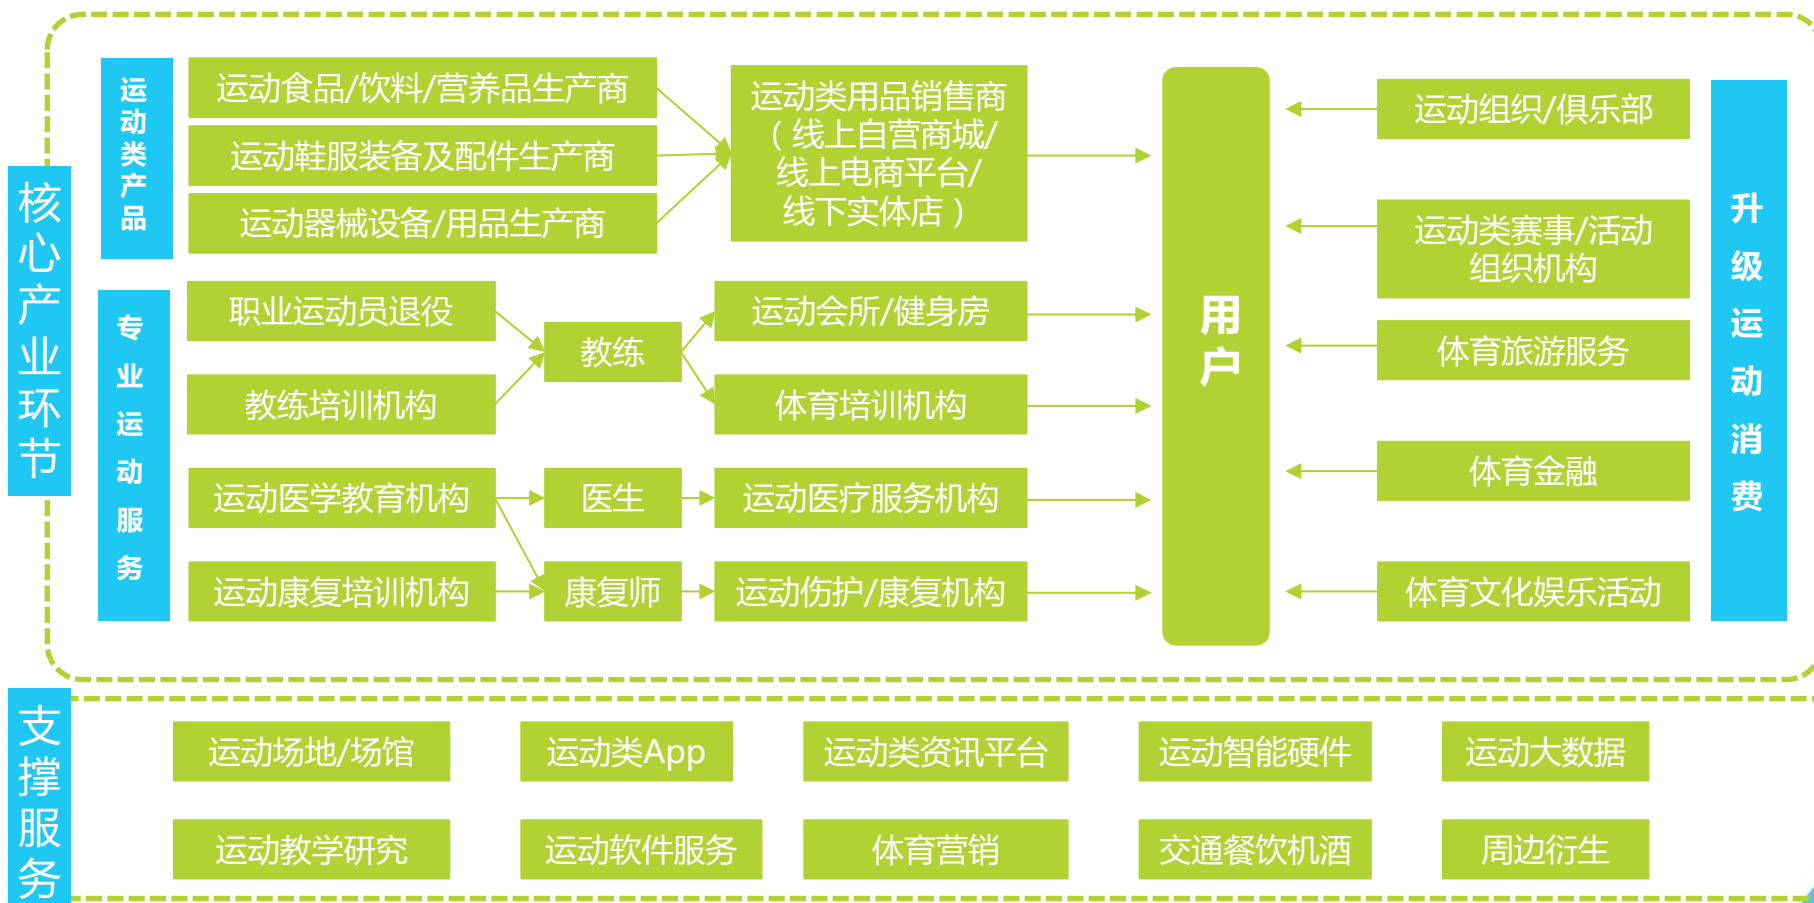 核心产业环节
运动类产品
运动食品/饮料/营养品生产商
运动鞋服装备及配件生产商
运动器械设备/用品生产商
运动类用品销售商
（线上自营商城/
线上电商平台/
线下实体店）
专业运动服务
职业运动员退役
教练培训机构
教练
运动会所/健身房
体育培训机构
运动医学教育机构
医生
运动医疗服务机构
运动康复培训机构
康复师
运动伤护/康复机构
用户
运动组织/俱乐部
运动类赛事/活动
组织机构
体育旅游服务
体育金融
体育文化娱乐活动
升级运动消费
支撑服务
运动场地/场馆
运动类App
运动类资讯平台
运动智能硬件
运动大数据
运动教学研究
运动软件服务
体育营销
交通餐饮机酒
周边衍生